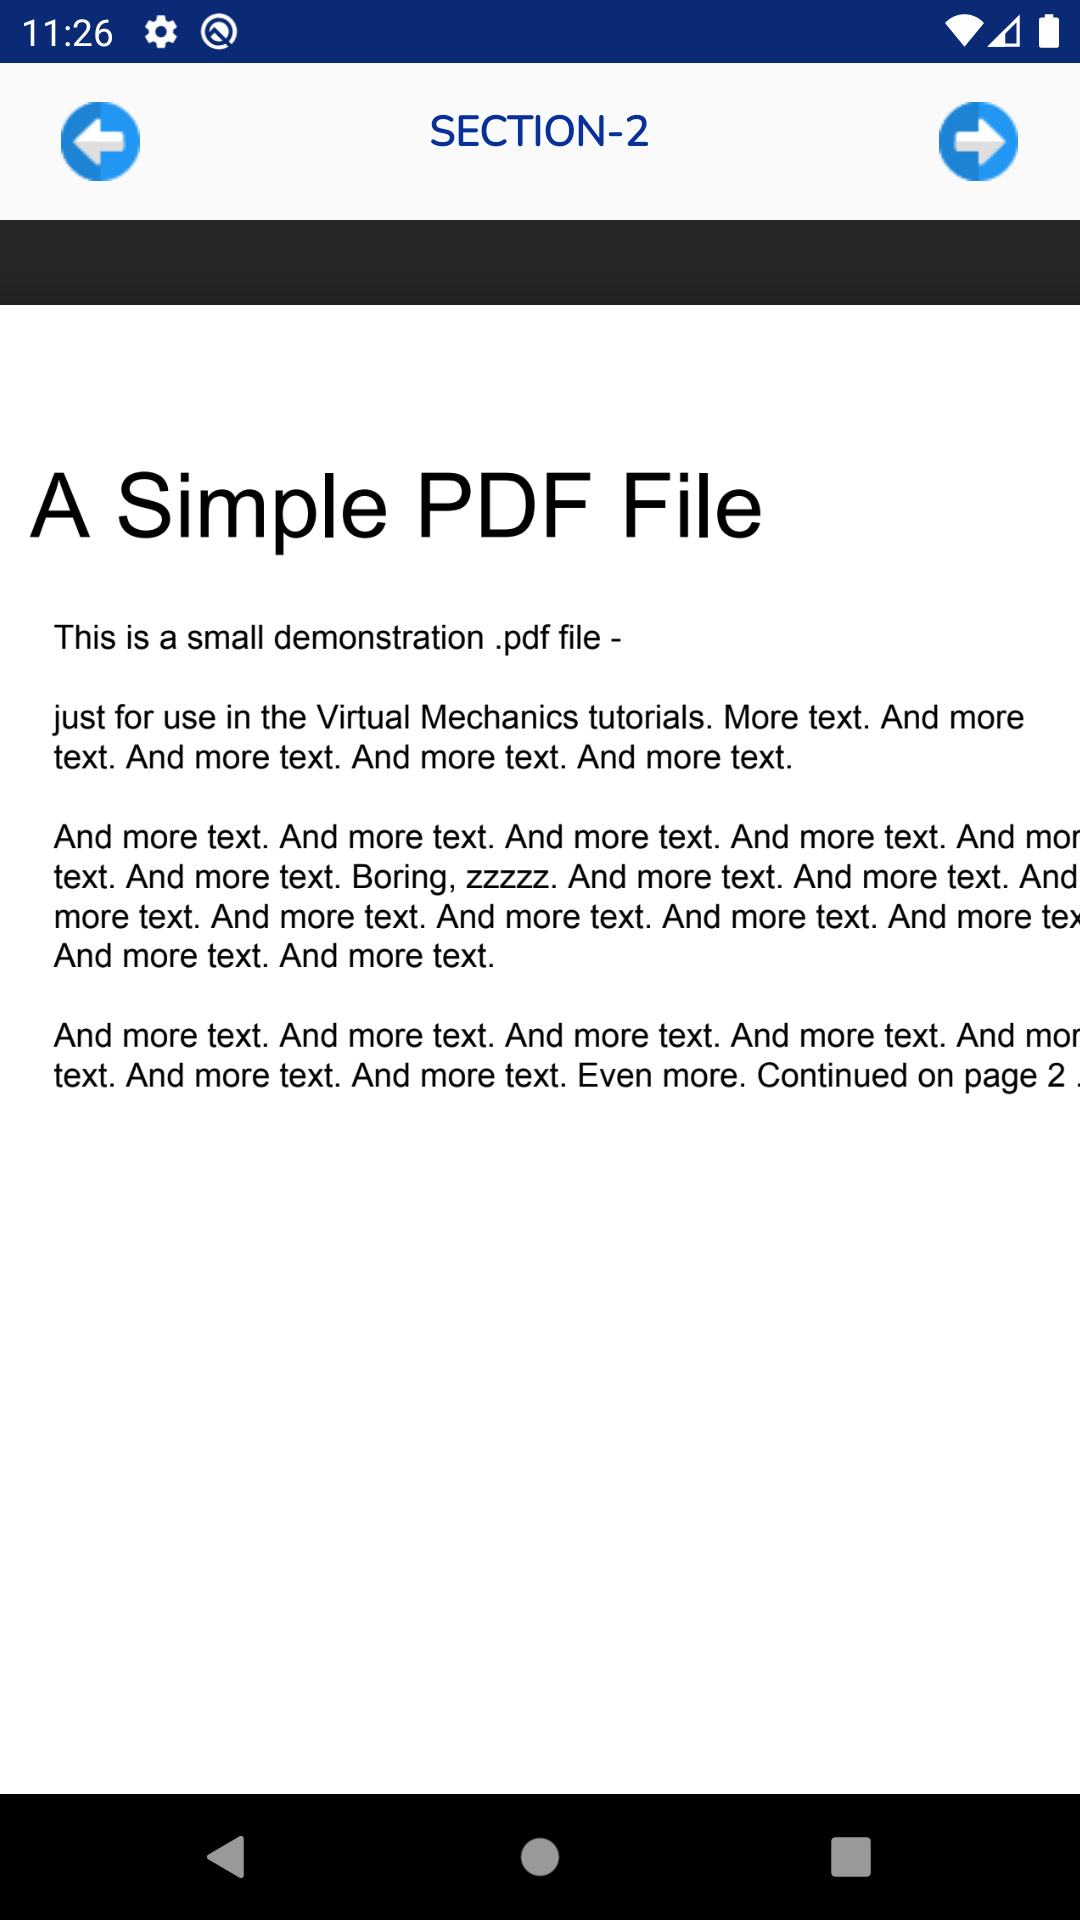 11:26
SECTION-2
A Simple PDF File
This is a small demonstration .pdf file -
just for use in the Virtual Mechanics tutorials. More text. And more
text. And more text. And more text. And more text.
And more text. And more text. And more text. And more text. And mor
text. And more text. Boring, zzzzz. And more text. And more text. And
more text. And more text. And more text. And more text. And more tex
And more text. And more text.
And more text. And more text. And more text. And more text. And mor
text. And more text. And more text. Even more. Continued on page 2 .